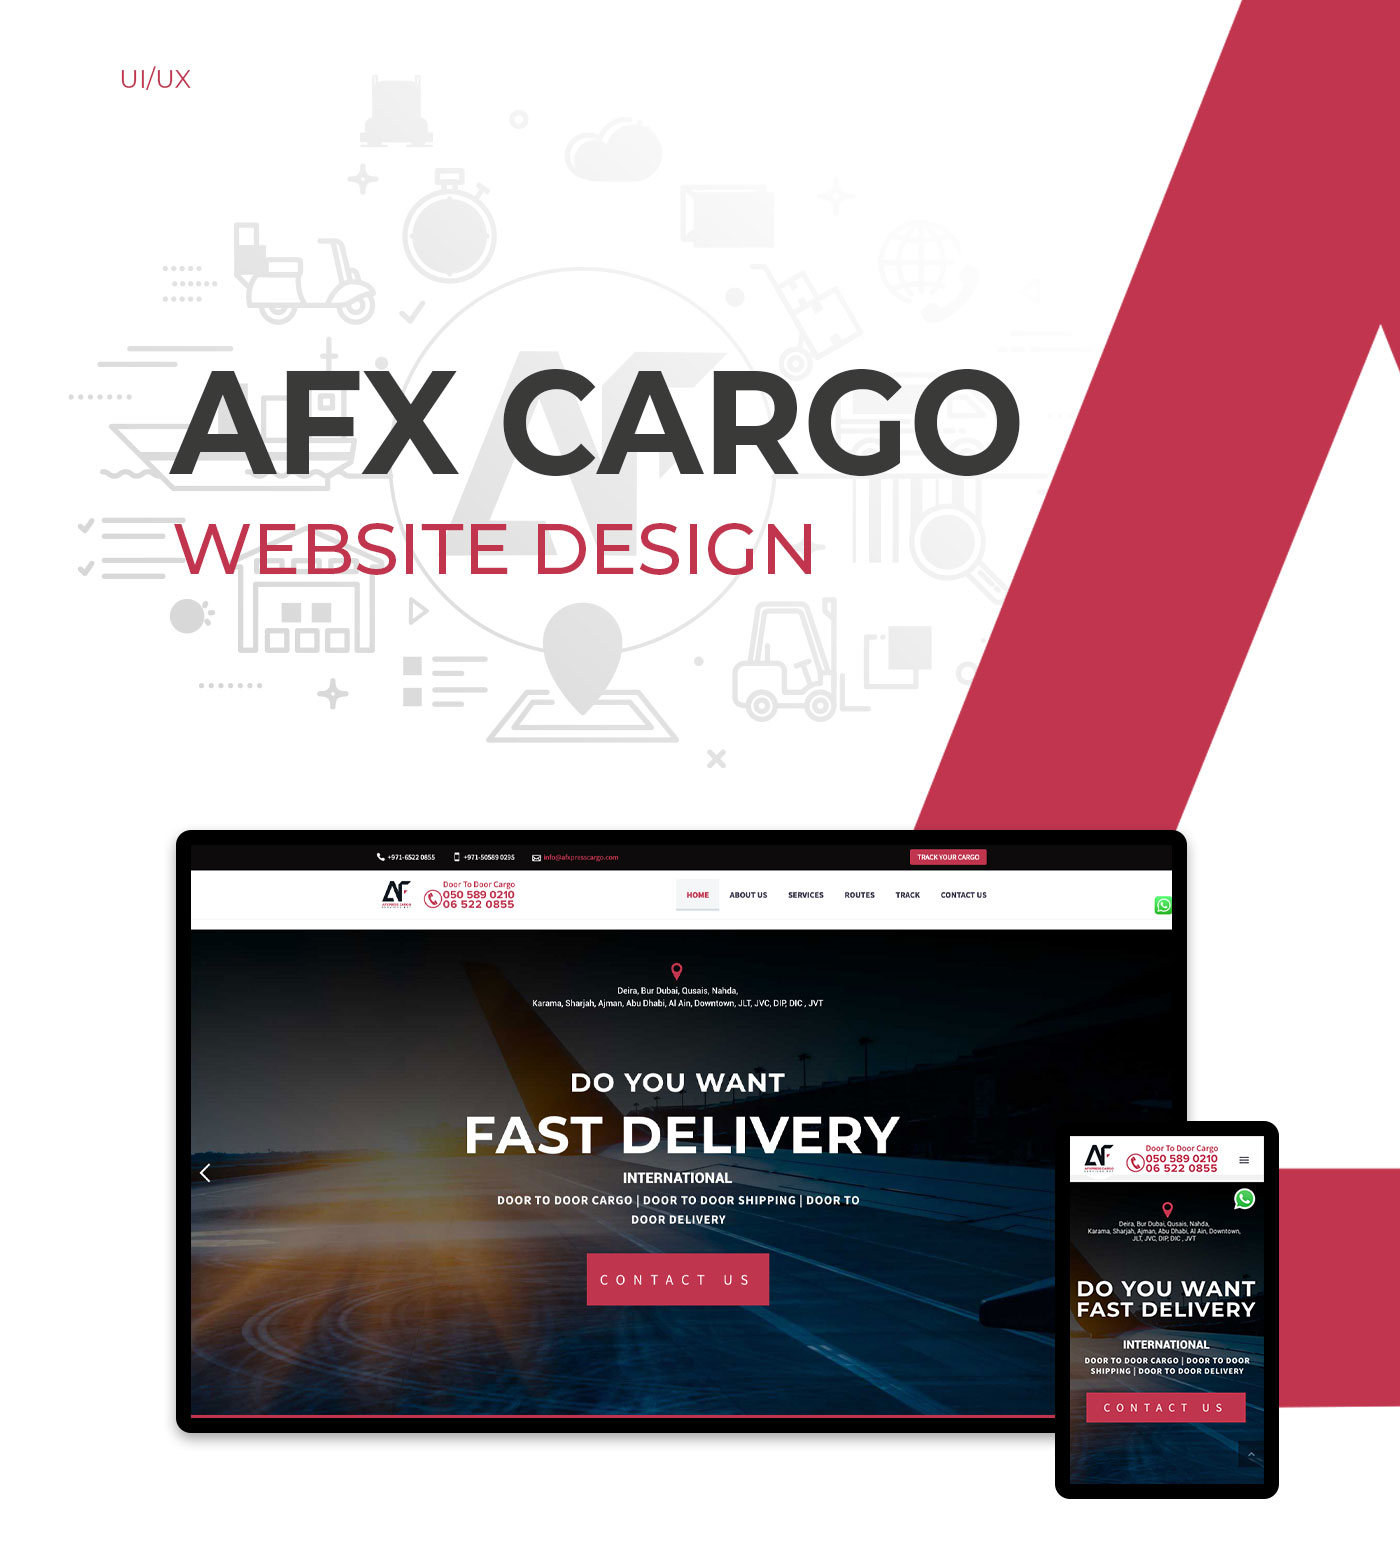 UI/UX
AFX CARGO
WEBSITE DESIGN
+971-6522 0855 +971-50589 0295 info@afxpresscargo.com TRACK YOUR CARGO
Door To Door Cargo
050 589 0210
06 522 0855
AFXPRESS CARGO
HOME ABOUT US SERVICES ROUTES TRACK CONTACT US
Deira, Bur Dubai, Qusais, Nahda,
Karama, Sharjah, Ajman, Abu Dhabi, Al Ain, Downtown, JLT, JVC, DIP, DIC , JVT
DO YOU WANT
FAST DELIVERY
INTERNATIONAL
DOOR TO DOOR CARGO | DOOR TO DOOR SHIPPING | DOOR TO
DOOR DELIVERY
CONTACT US
Door To Door Cargo
050 589 0210
06 522 0855
AFXPRESS CARGO
Deira, Bur Dubai, Qusais, Nahda,
Karama, Sharjah, Ajman, Abu Dhabi, Al Ain, Downtown,
JLT, JVC, DIP, DIC , JVT
DO YOU WANT
FAST DELIVERY
INTERNATIONAL
DOOR TO DOOR CARGO | DOOR TO DOOR
SHIPPING | DOOR TO DOOR DELIVERY
CONTACT US